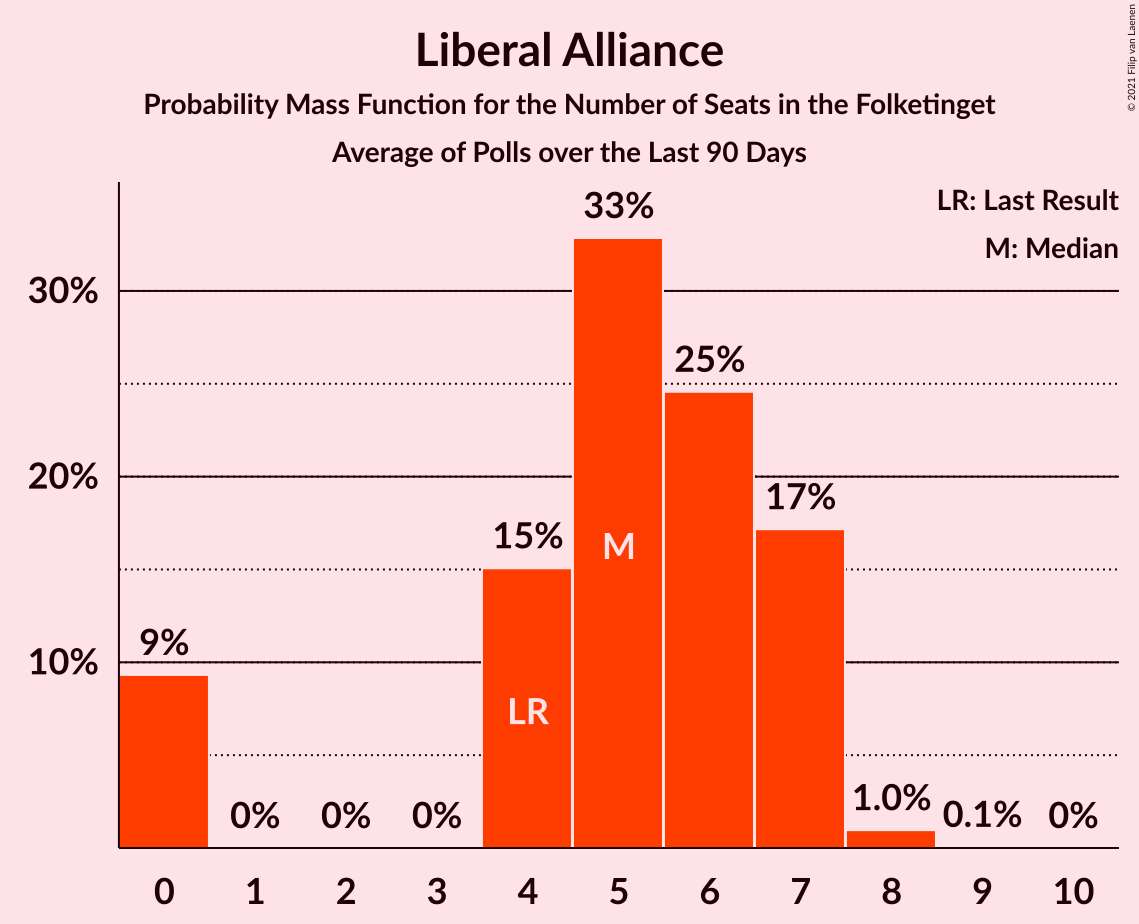 Liberal Alliance
Probability Mass Function for the Number of Seats in the Folketinget
Average of Polls over the Last 90 Days
© 2021 Filip van Laenen
LR: Last Result
M: Median
30%
20%
10%
9%
0%
0%
0%
15%
33%
25%
17%
1.0%
0.1%
0%
LR
M
0 1 2 3 4 5 6 7 8 9 10